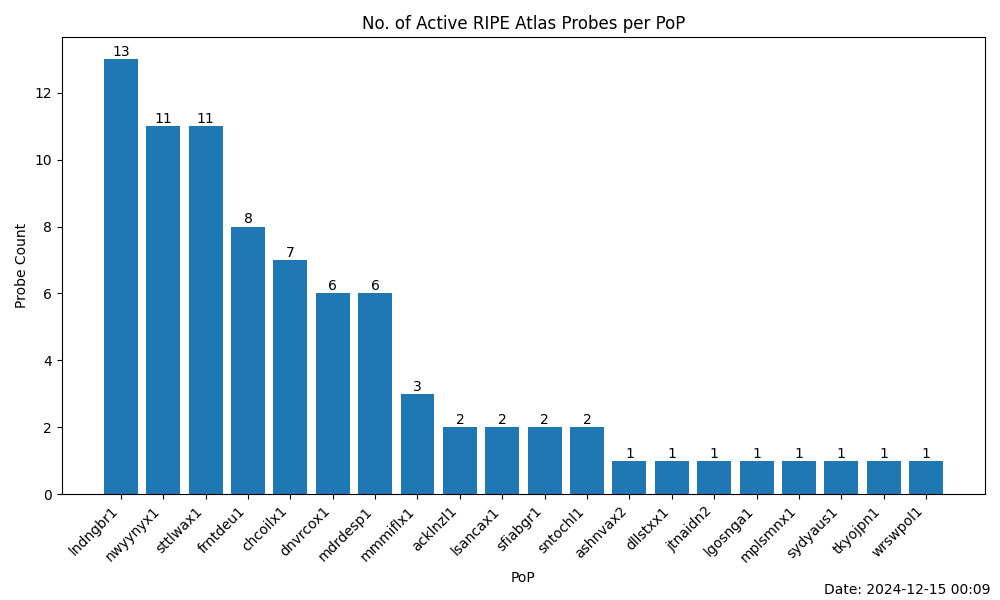 No. of Active RIPE Atlas Probes per PoP
Probe Count
12
10
8
6
4
2
0
13
11
11
8
7
6
6
3
2
2
2
2
1
1
1
1
1
1
1
1
lndngbr1
nwyynyx1
sttlwax1
frntdeu1
chcoilx1
dnvrcox1
mdrdesp1
mmmiflx1
acklnzl1
lsancax1
sfiabgr1
sntochl1
ashnvax2
dllstxx1
jtnaidn2
lgosnga1
mplsmnx1
sydyaus1
tkyojpn1
wrswpol1
PoP
Date: 2024-12-15 00:09